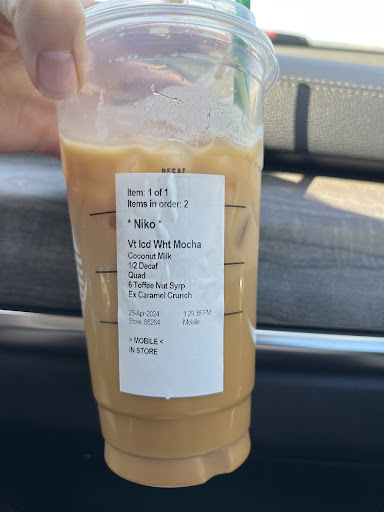 DECAF
Item: 1 of 1
Items in order: 2
* Niko *
Vt Icd Wht Mocha
Coconut Milk
1/2 Decaf
Quad
6 Toffee Nut Syrp
Ex Caramel Crunch
25-Apr-2024 1:29:36 PM
Store: 66264 Mobile
> MOBILE <
IN STORE